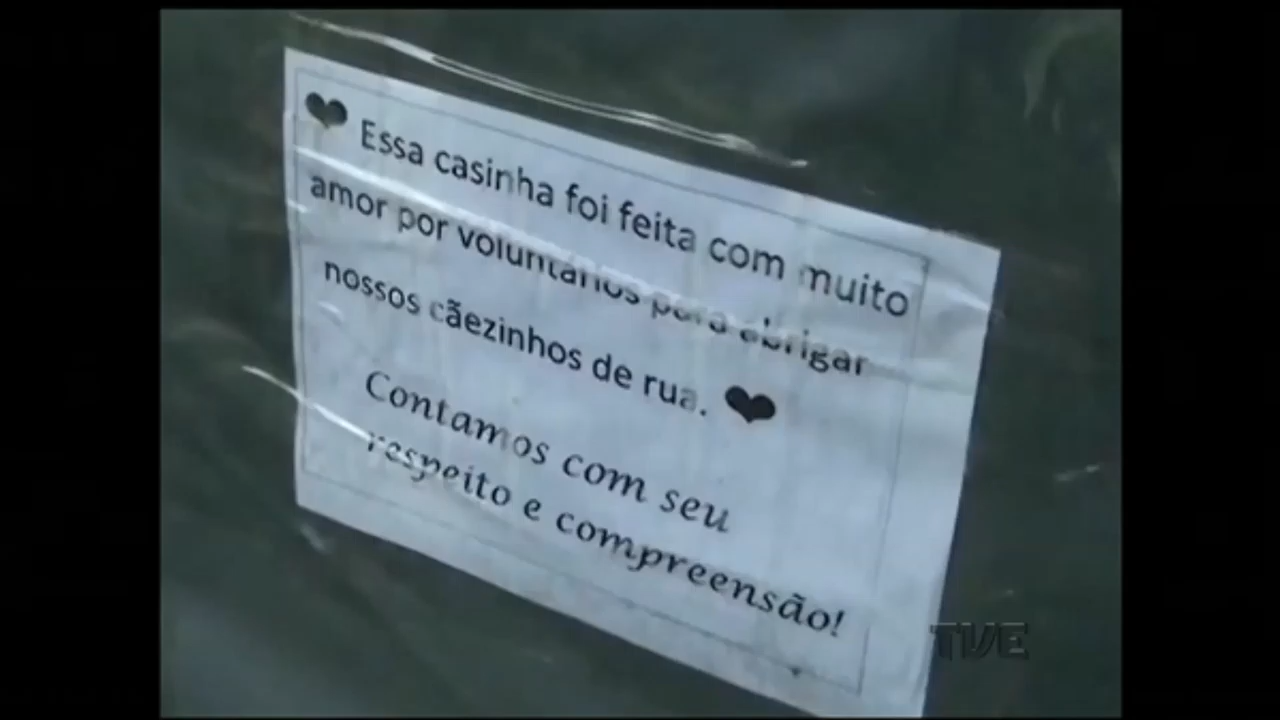 ❤ Essa casinha foi feita com muito
amor por voluntários para abrigar
nossos cãezinhos de rua. ❤
Contamos com seu
respeito e compreensão!
TVE